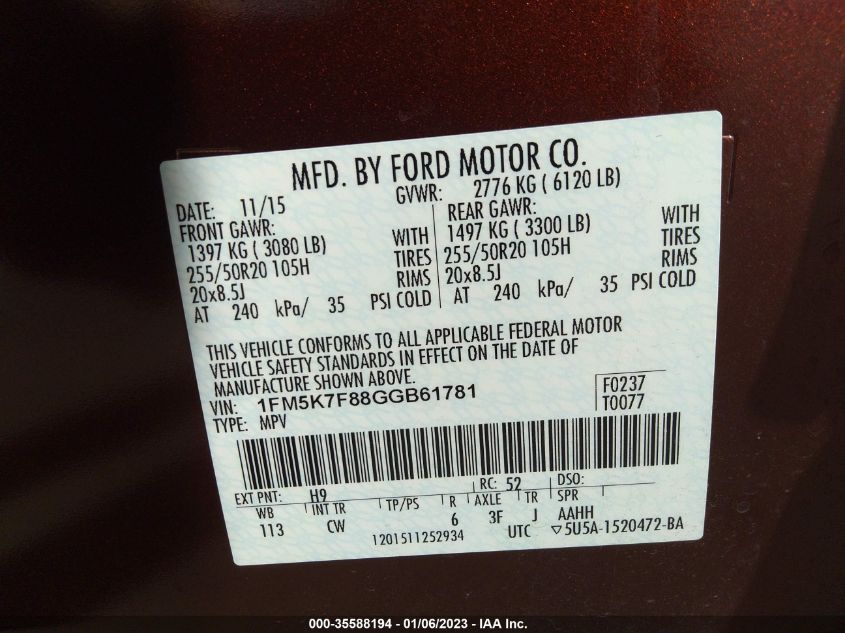 MFD. BY FORD MOTOR CO.
DATE: 11/15 GVWR: 2776 KG ( 6120 LB)
FRONT GAWR: REAR GAWR:
1397 KG ( 3080 LB) WITH 1497 KG ( 3300 LB) WITH
255/50R20 105H TIRES 255/50R20 105H TIRES
20x8.5J RIMS 20x8.5J RIMS
AT 240 kPa/ 35 PSI COLD AT 240 kPa/ 35 PSI COLD
THIS VEHICLE CONFORMS TO ALL APPLICABLE FEDERAL MOTOR
VEHICLE SAFETY STANDARDS IN EFFECT ON THE DATE OF
MANUFACTURE SHOWN ABOVE.
VIN: 1FM5K7F88GGB61781 F0237
TYPE: MPV T0077
EXT PNT: H9 RC: 52 DSO:
WB INT TR TP/PS R AXLE TR SPR
113 CW 6 3F J AAHH
1201511252934 UTC ▽5U5A-1520472-BA
000-35588194 - 01/06/2023 - IAA Inc.